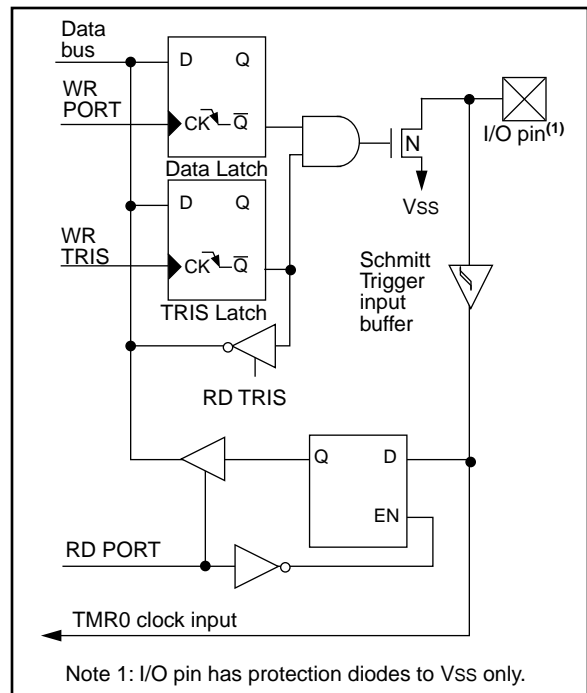 Data
bus
D Q
WR
PORT
CK Q̅
N
I/O pin(1)
Data Latch
VSS
D Q
WR
TRIS
CK Q̅
Schmitt
Trigger
input
buffer
TRIS Latch
RD TRIS
Q D
EN
RD PORT
TMR0 clock input
Note 1: I/O pin has protection diodes to VSS only.